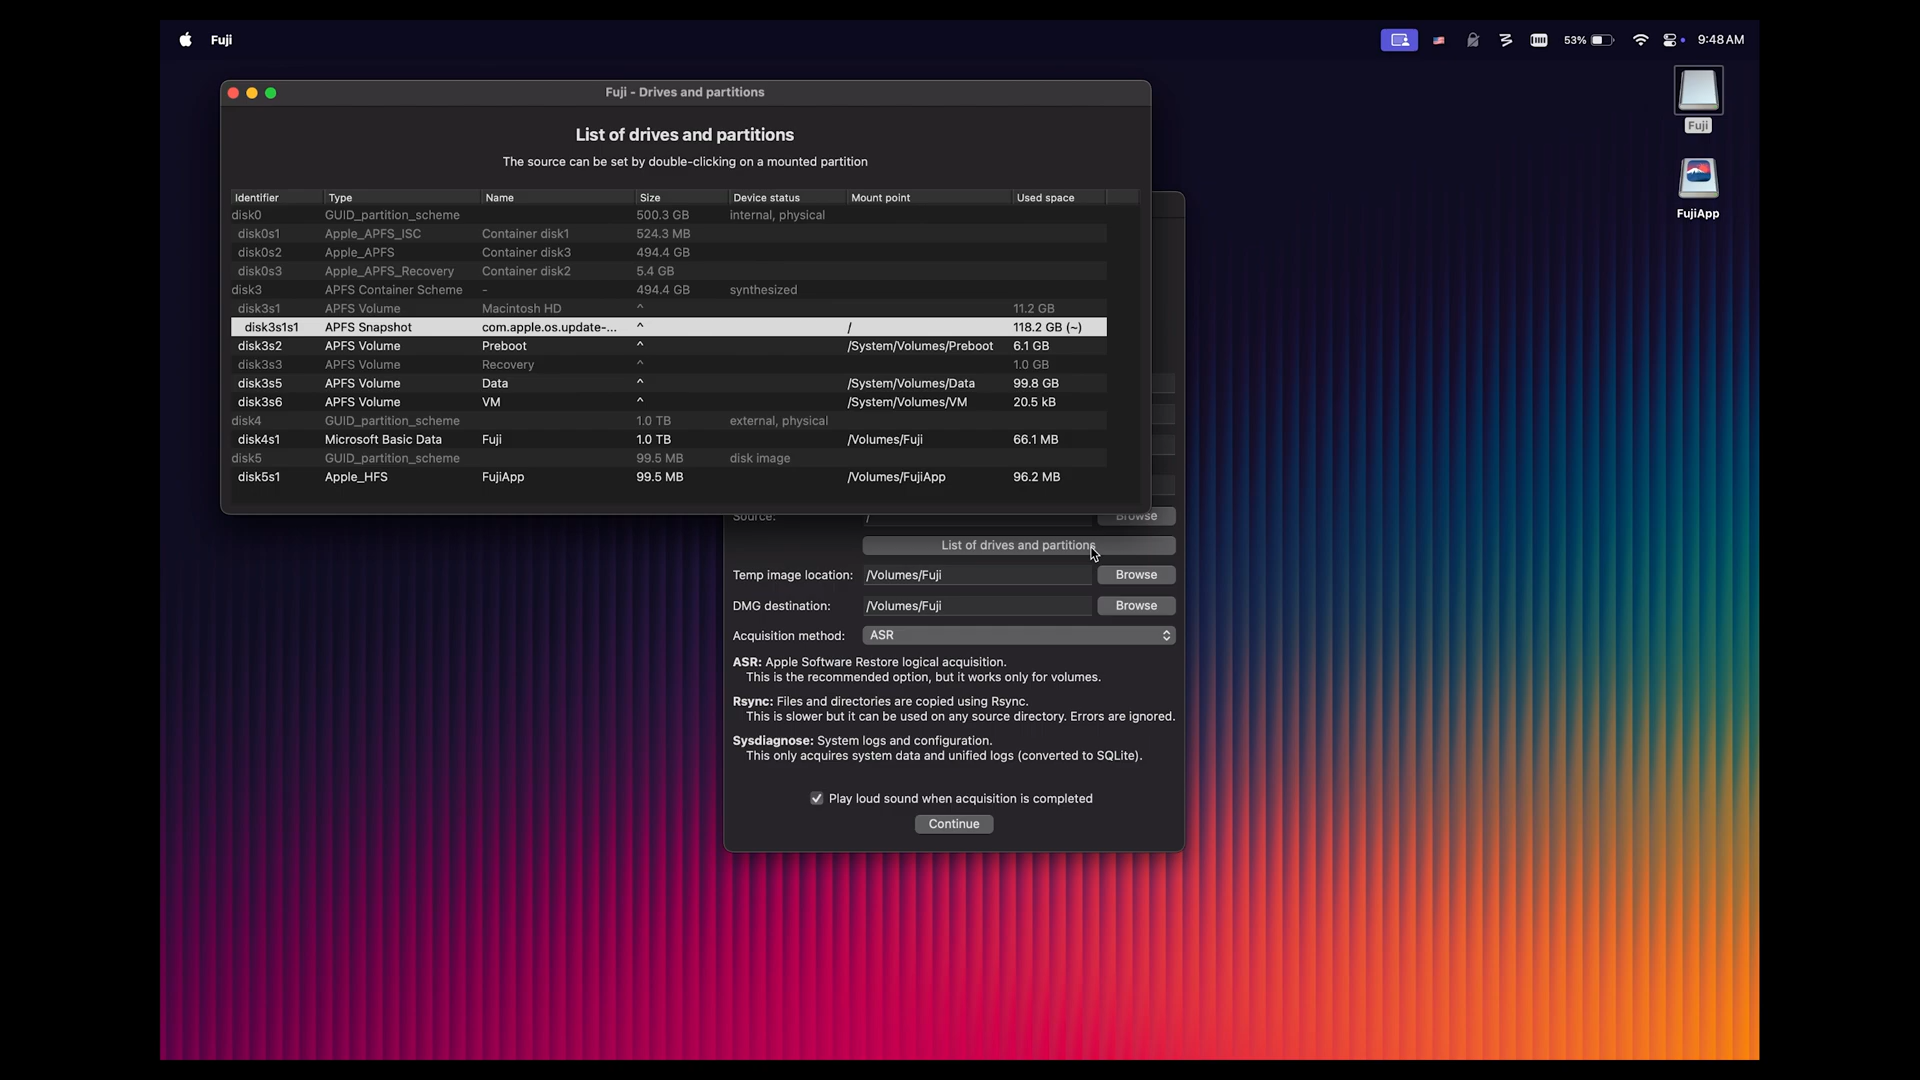 Fuji
53%
9:48 AM
Fuji - Drives and partitions
List of drives and partitions
The source can be set by double-clicking on a mounted partition
Identifier Type Name Size Device status Mount point Used space
disk0 GUID_partition_scheme 500.3 GB internal, physical
disk0s1 Apple_APFS_ISC Container disk1 524.3 MB
disk0s2 Apple_APFS Container disk3 494.4 GB
disk0s3 Apple_APFS_Recovery Container disk2 5.4 GB
disk3 APFS Container Scheme - 494.4 GB synthesized
disk3s1 APFS Volume Macintosh HD ^ 11.2 GB
disk3s1s1 APFS Snapshot com.apple.os.update-... ^ / 118.2 GB (~)
disk3s2 APFS Volume Preboot ^ /System/Volumes/Preboot 6.1 GB
disk3s3 APFS Volume Recovery ^ 1.0 GB
disk3s5 APFS Volume Data ^ /System/Volumes/Data 99.8 GB
disk3s6 APFS Volume VM ^ /System/Volumes/VM 20.5 kB
disk4 GUID_partition_scheme 1.0 TB external, physical
disk4s1 Microsoft Basic Data Fuji 1.0 TB /Volumes/Fuji 66.1 MB
disk5 GUID_partition_scheme 99.5 MB disk image
disk5s1 Apple_HFS FujiApp 99.5 MB /Volumes/FujiApp 96.2 MB
Source: / Browse
List of drives and partitions
Temp image location: /Volumes/Fuji Browse
DMG destination: /Volumes/Fuji Browse
Acquisition method: ASR
ASR: Apple Software Restore logical acquisition.
This is the recommended option, but it works only for volumes.
Rsync: Files and directories are copied using Rsync.
This is slower but it can be used on any source directory. Errors are ignored.
Sysdiagnose: System logs and configuration.
This only acquires system data and unified logs (converted to SQLite).
Play loud sound when acquisition is completed
Continue
Fuji
FujiApp